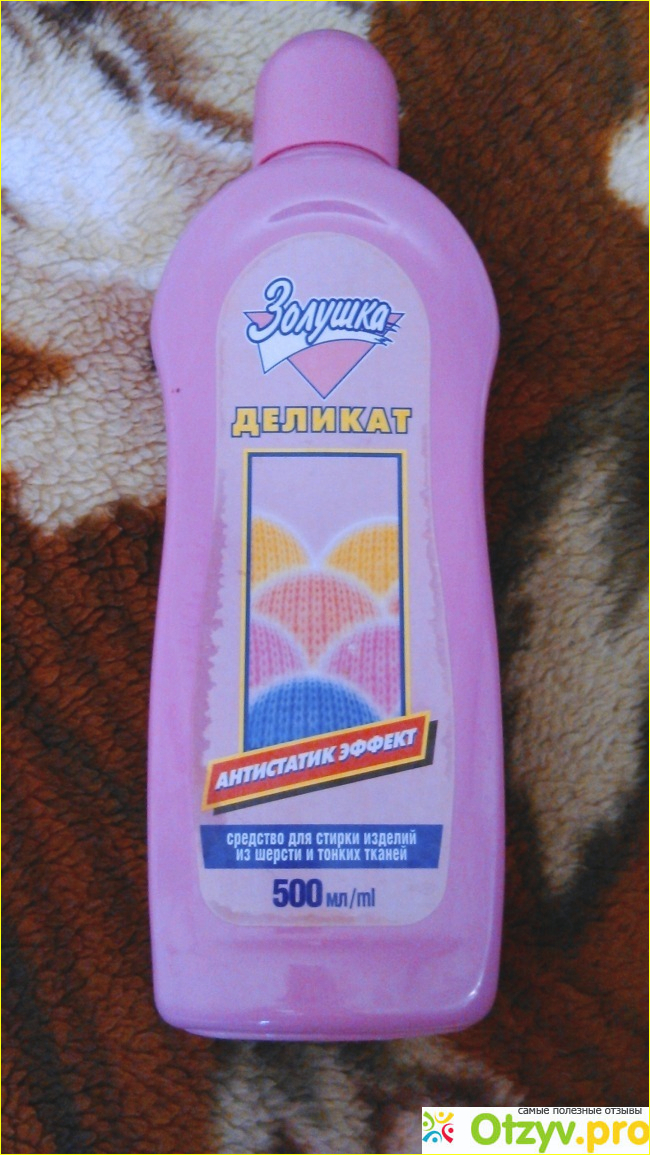 Золушка
ДЕЛИКАТ
АНТИСТАТИК ЭФФЕКТ
средство для стирки изделий
из шерсти и тонких тканей
500 мл/ml
самые полезные отзывы
Otzyv.pro